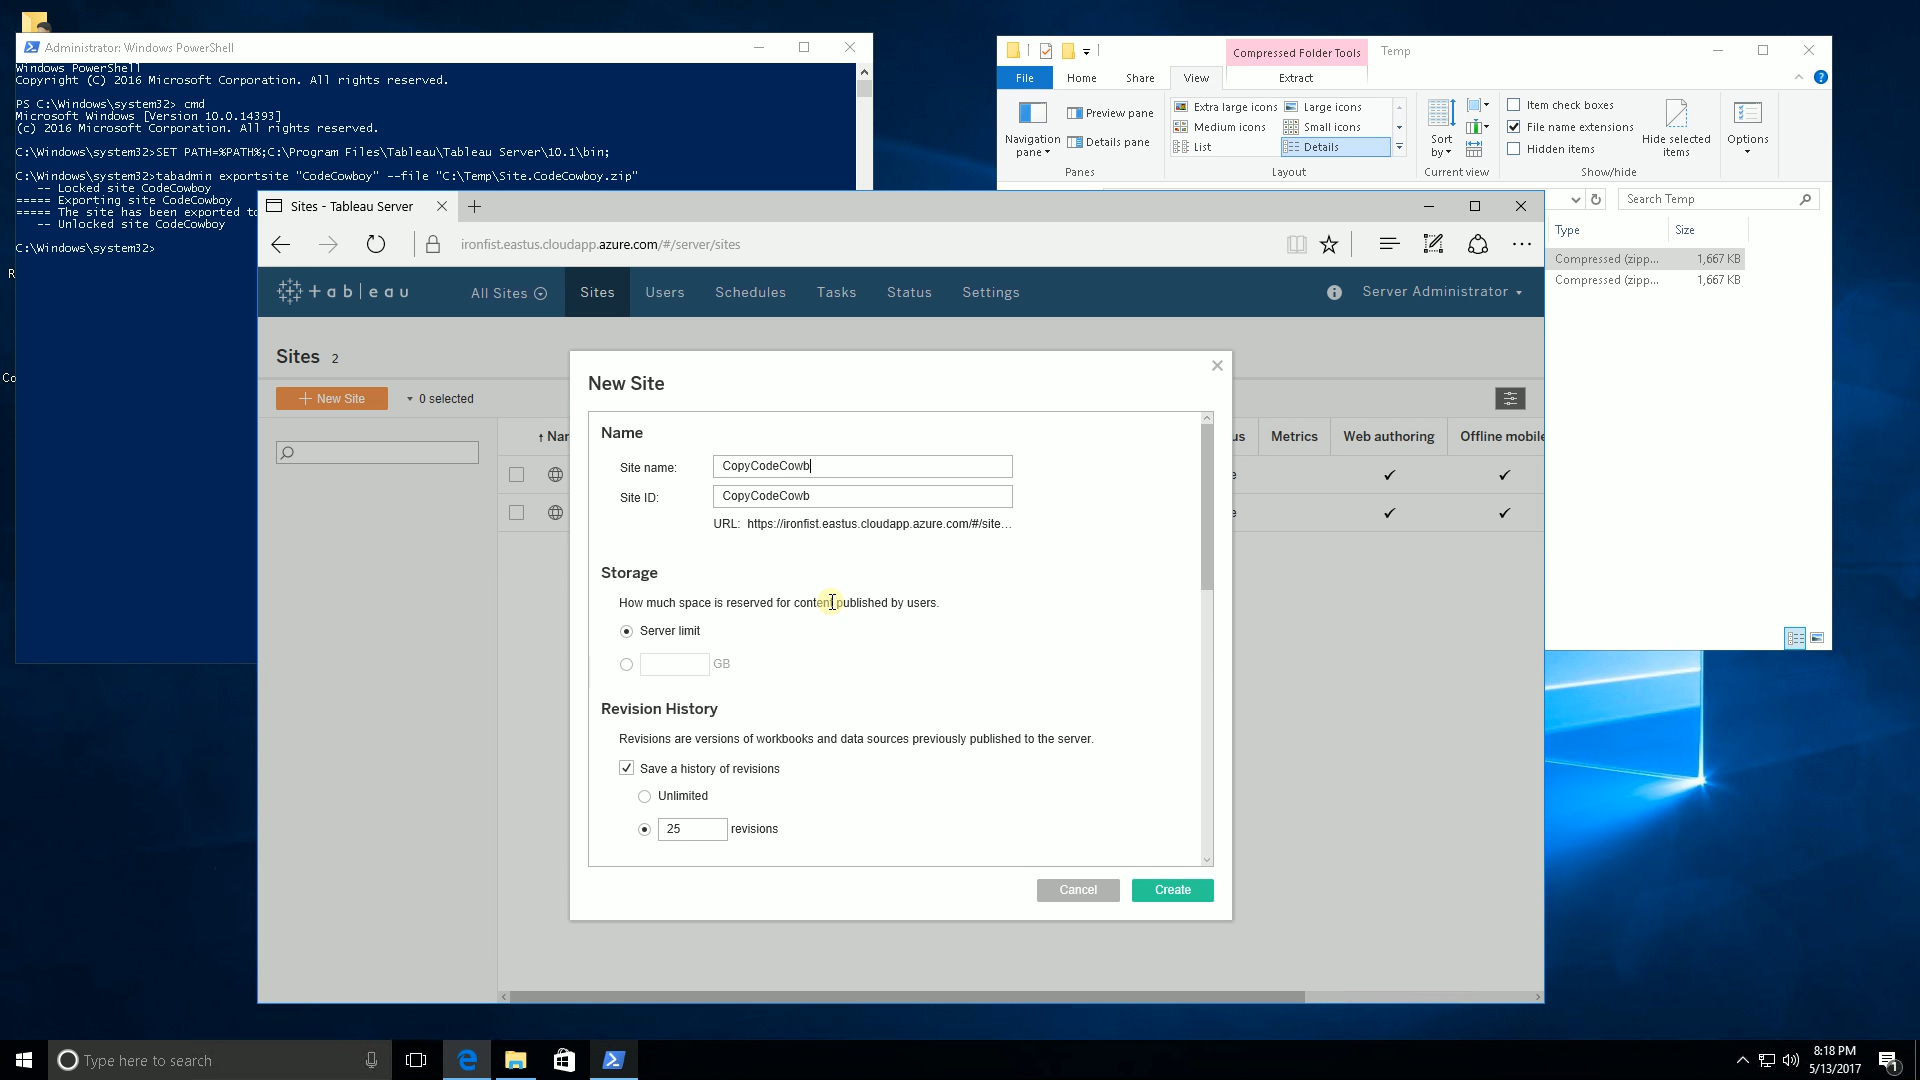 Administrator: Windows PowerShell
Windows PowerShell
Copyright (C) 2016 Microsoft Corporation. All rights reserved.
PS C:\Windows\system32> cmd
Microsoft Windows [Version 10.0.14393]
(c) 2016 Microsoft Corporation. All rights reserved.
C:\Windows\system32>SET PATH=%PATH%;C:\Program Files\Tableau\Tableau Server\10.1\bin;
C:\Windows\system32>tabadmin exportsite "CodeCowboy" --file "C:\Temp\Site.CodeCowboy.zip"
-- Locked site CodeCowboy
===== Exporting site CodeCowboy
===== The site has been exported to
-- Unlocked site CodeCowboy
C:\Windows\system32>
R
Co
Compressed Folder Tools
Temp
File
Home
Share
View
Extract
Navigation pane
Preview pane
Details pane
Panes
Extra large icons
Large icons
Medium icons
Small icons
List
Details
Layout
Sort by
Current view
Item check boxes
File name extensions
Hidden items
Hide selected items
Show/hide
Options
Search Temp
Type
Size
Compressed (zipp...
1,667 KB
Compressed (zipp...
1,667 KB
Sites - Tableau Server
ironfist.eastus.cloudapp.azure.com/#/server/sites
tableau
All Sites
Sites
Users
Schedules
Tasks
Status
Settings
Server Administrator
Sites 2
New Site
0 selected
Nar
us
Metrics
Web authoring
Offline mobile
e
e
New Site
Name
Site name:
CopyCodeCowb
Site ID:
CopyCodeCowb
URL: https://ironfist.eastus.cloudapp.azure.com/#/site...
Storage
How much space is reserved for content published by users.
Server limit
GB
Revision History
Revisions are versions of workbooks and data sources previously published to the server.
Save a history of revisions
Unlimited
25 revisions
Cancel
Create
Type here to search
8:18 PM
5/13/2017
1